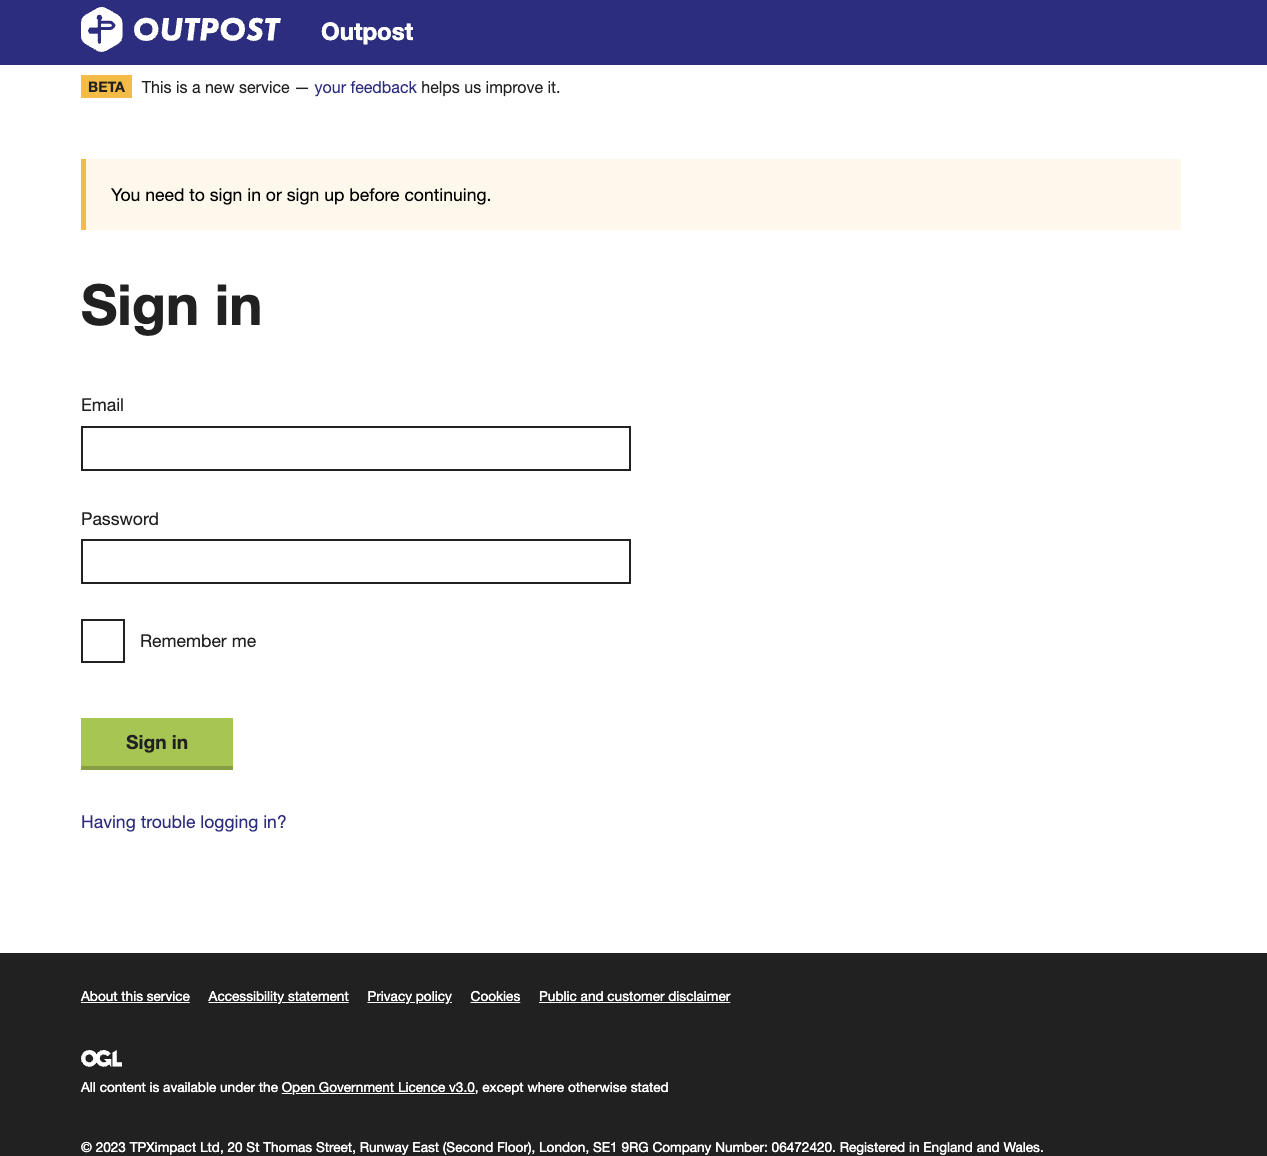 OUTPOST Outpost
BETA This is a new service — your feedback helps us improve it.
You need to sign in or sign up before continuing.
Sign in
Email
Password
Remember me
Sign in
Having trouble logging in?
About this service Accessibility statement Privacy policy Cookies Public and customer disclaimer
OGL
All content is available under the Open Government Licence v3.0, except where otherwise stated
© 2023 TPXimpact Ltd, 20 St Thomas Street, Runway East (Second Floor), London, SE1 9RG Company Number: 06472420. Registered in England and Wales.